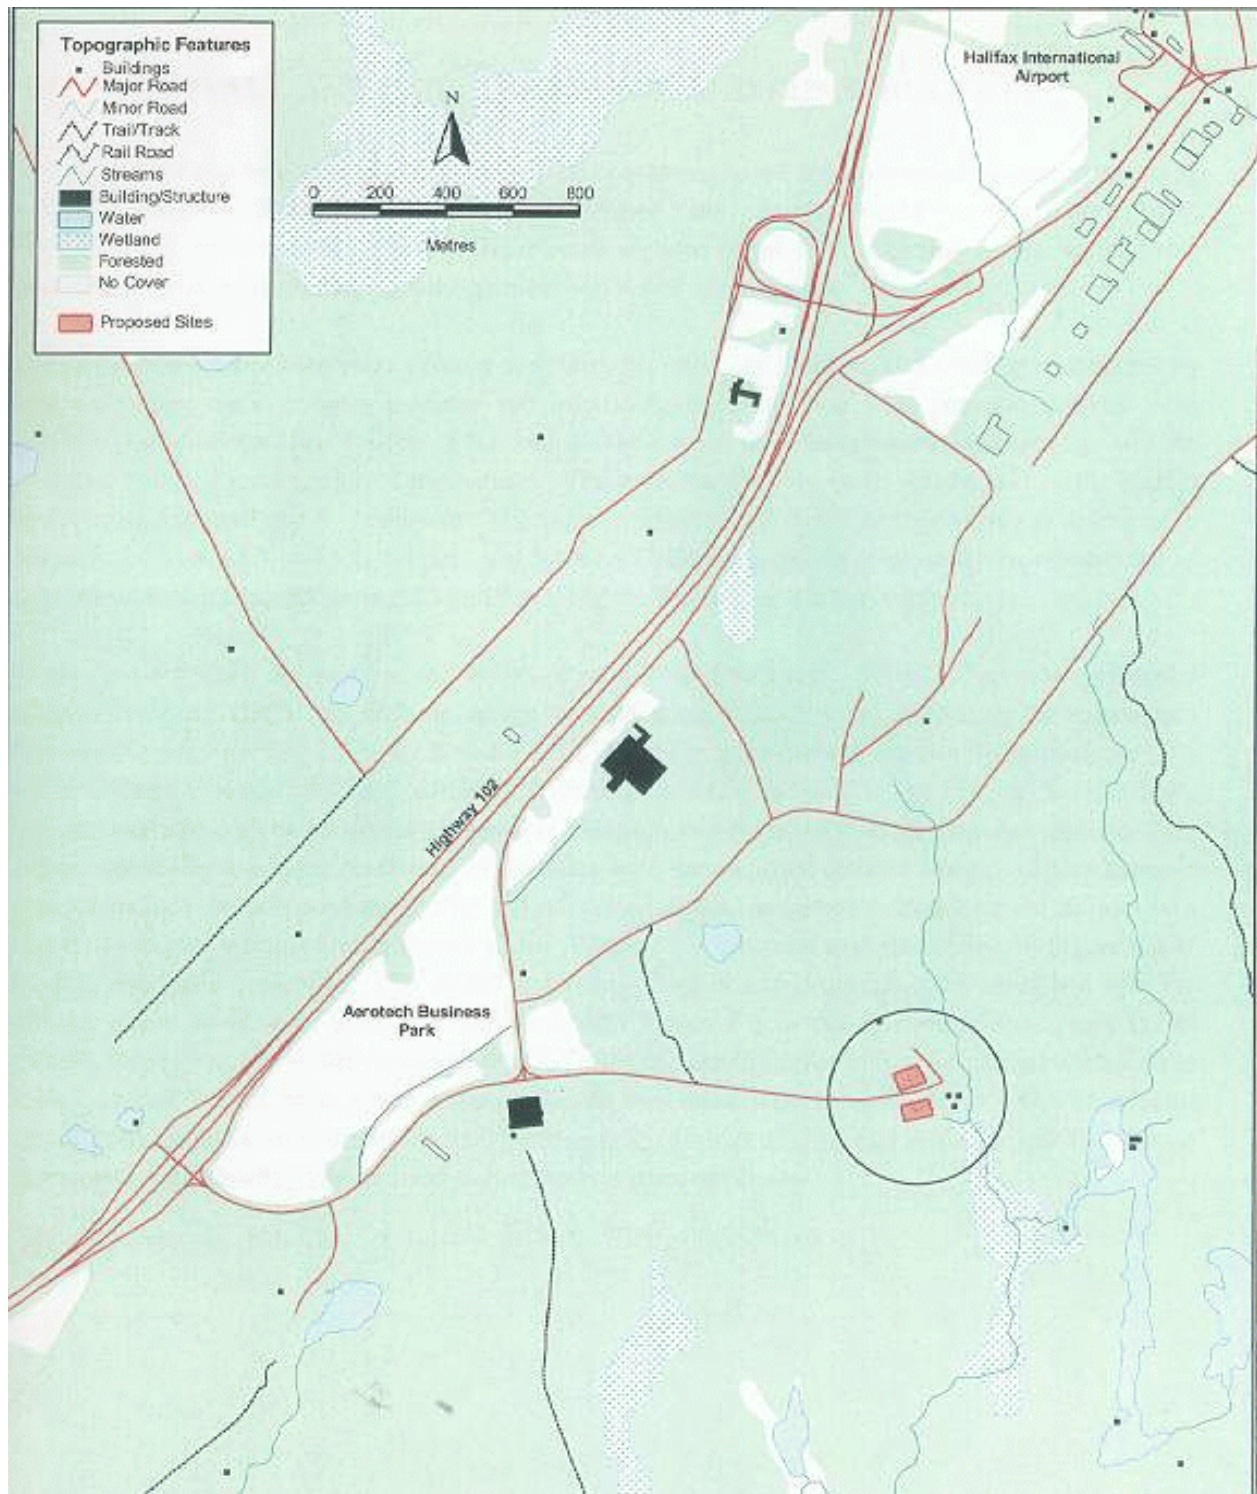 Topographic Features
Buildings
Major Road
Minor Road
Trail/Track
Rail Road
Streams
Building/Structure
Water
Wetland
Forested
No Cover
Proposed Sites
N
0 200 400 600 800
Metres
Halifax International
Airport
Highway 102
Aerotech Business
Park